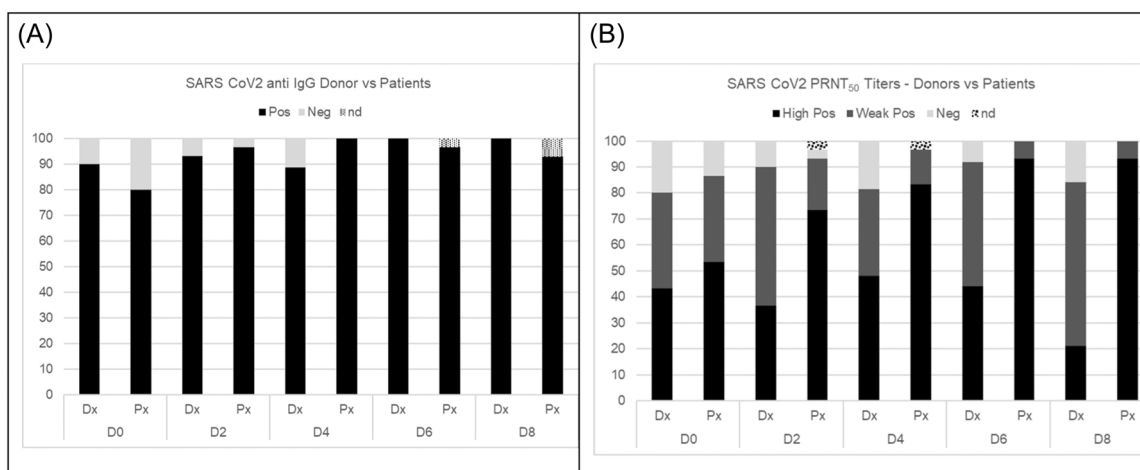 (A)
SARS CoV2 anti IgG Donor vs Patients
Pos Neg nd
100
90
80
70
60
50
40
30
20
10
0
Dx Px Dx Px Dx Px Dx Px Dx Px
D0 D2 D4 D6 D8
(B)
SARS CoV2 PRNT₅₀ Titers - Donors vs Patients
High Pos Weak Pos Neg nd
100
90
80
70
60
50
40
30
20
10
0
Dx Px Dx Px Dx Px Dx Px Dx Px
D0 D2 D4 D6 D8